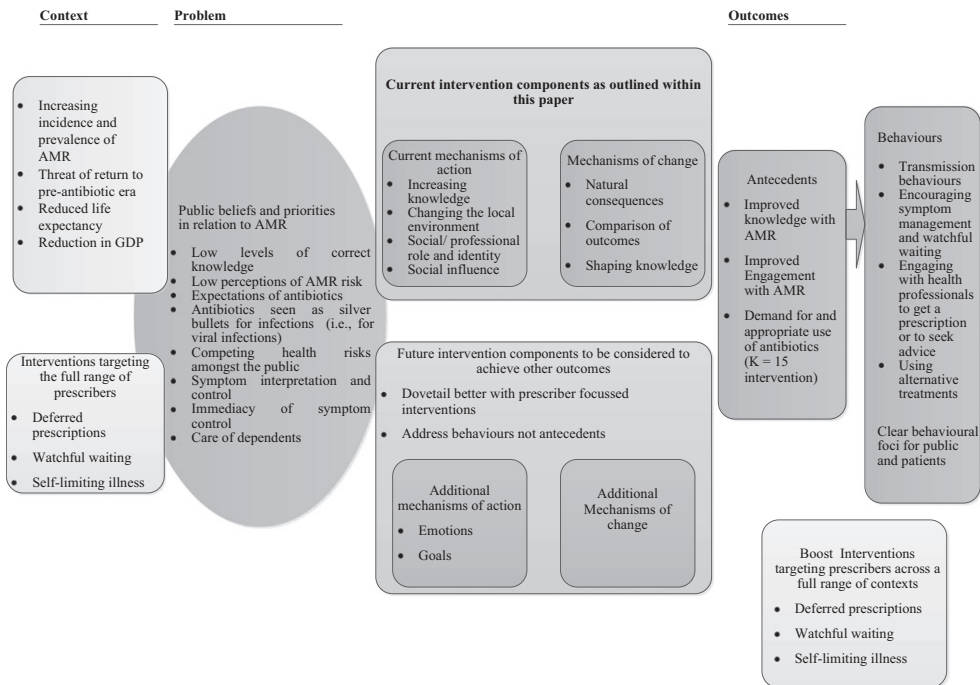 Context
Problem
Outcomes
• Increasing
incidence and
prevalence of
AMR
• Threat of return to
pre-antibiotic era
• Reduced life
expectancy
• Reduction in GDP
Interventions targeting
the full range of
prescribers
• Deferred
prescriptions
• Watchful waiting
• Self-limiting illness
Public beliefs and priorities
in relation to AMR
• Low levels of correct
knowledge
• Low perceptions of AMR risk
• Expectations of antibiotics
• Antibiotics seen as silver
bullets for infections (i.e., for
viral infections)
• Competing health risks
amongst the public
• Symptom interpretation and
control
• Immediacy of symptom
control
• Care of dependents
Current intervention components as outlined within
this paper
Current mechanisms of
action
• Increasing
knowledge
• Changing the local
environment
• Social/ professional
role and identity
• Social influence
Mechanisms of change
• Natural
consequences
• Comparison of
outcomes
• Shaping knowledge
Future intervention components to be considered to
achieve other outcomes
• Dovetail better with prescriber focussed
interventions
• Address behaviours not antecedents
Additional
mechanisms of action
• Emotions
• Goals
Additional
Mechanisms of
change
Antecedents
• Improved
knowledge with
AMR
• Improved
Engagement with
AMR
• Demand for and
appropriate use of
antibiotics
(K = 15
intervention)
Behaviours
• Transmission
behaviours
• Encouraging
symptom
management
and watchful
waiting
• Engaging
with health
professionals
to get a
prescription
or to seek
advice
• Using
alternative
treatments
Clear behavioural
foci for public
and patients
Boost Interventions
targeting prescribers across a
full range of contexts
• Deferred prescriptions
• Watchful waiting
• Self-limiting illness